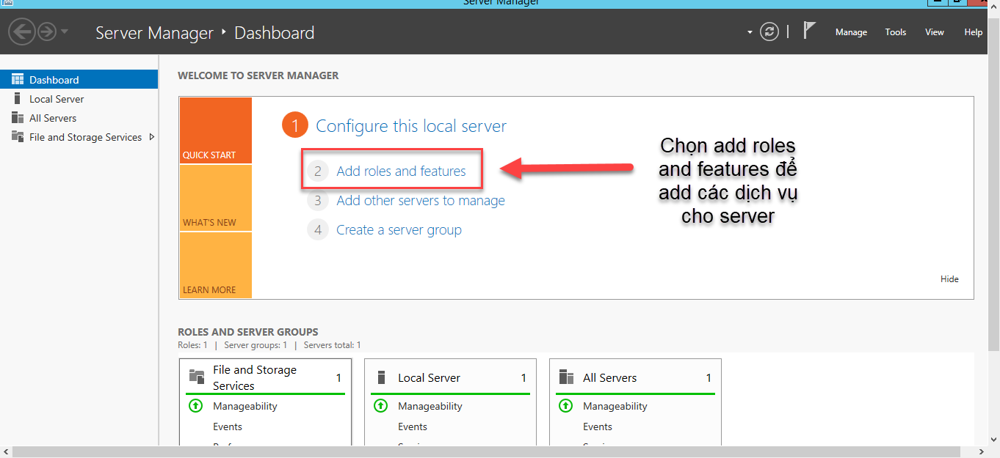 Server Manager
Server Manager ‣ Dashboard
Manage Tools View Help
Dashboard
Local Server
All Servers
File and Storage Services
WELCOME TO SERVER MANAGER
QUICK START
WHAT'S NEW
LEARN MORE
1 Configure this local server
2 Add roles and features
3 Add other servers to manage
4 Create a server group
Chọn add roles
and features để
add các dịch vụ
cho server
Hide
ROLES AND SERVER GROUPS
Roles: 1 | Server groups: 1 | Servers total: 1
File and Storage
Services 1
Manageability
Events
Local Server 1
Manageability
Events
All Servers 1
Manageability
Events